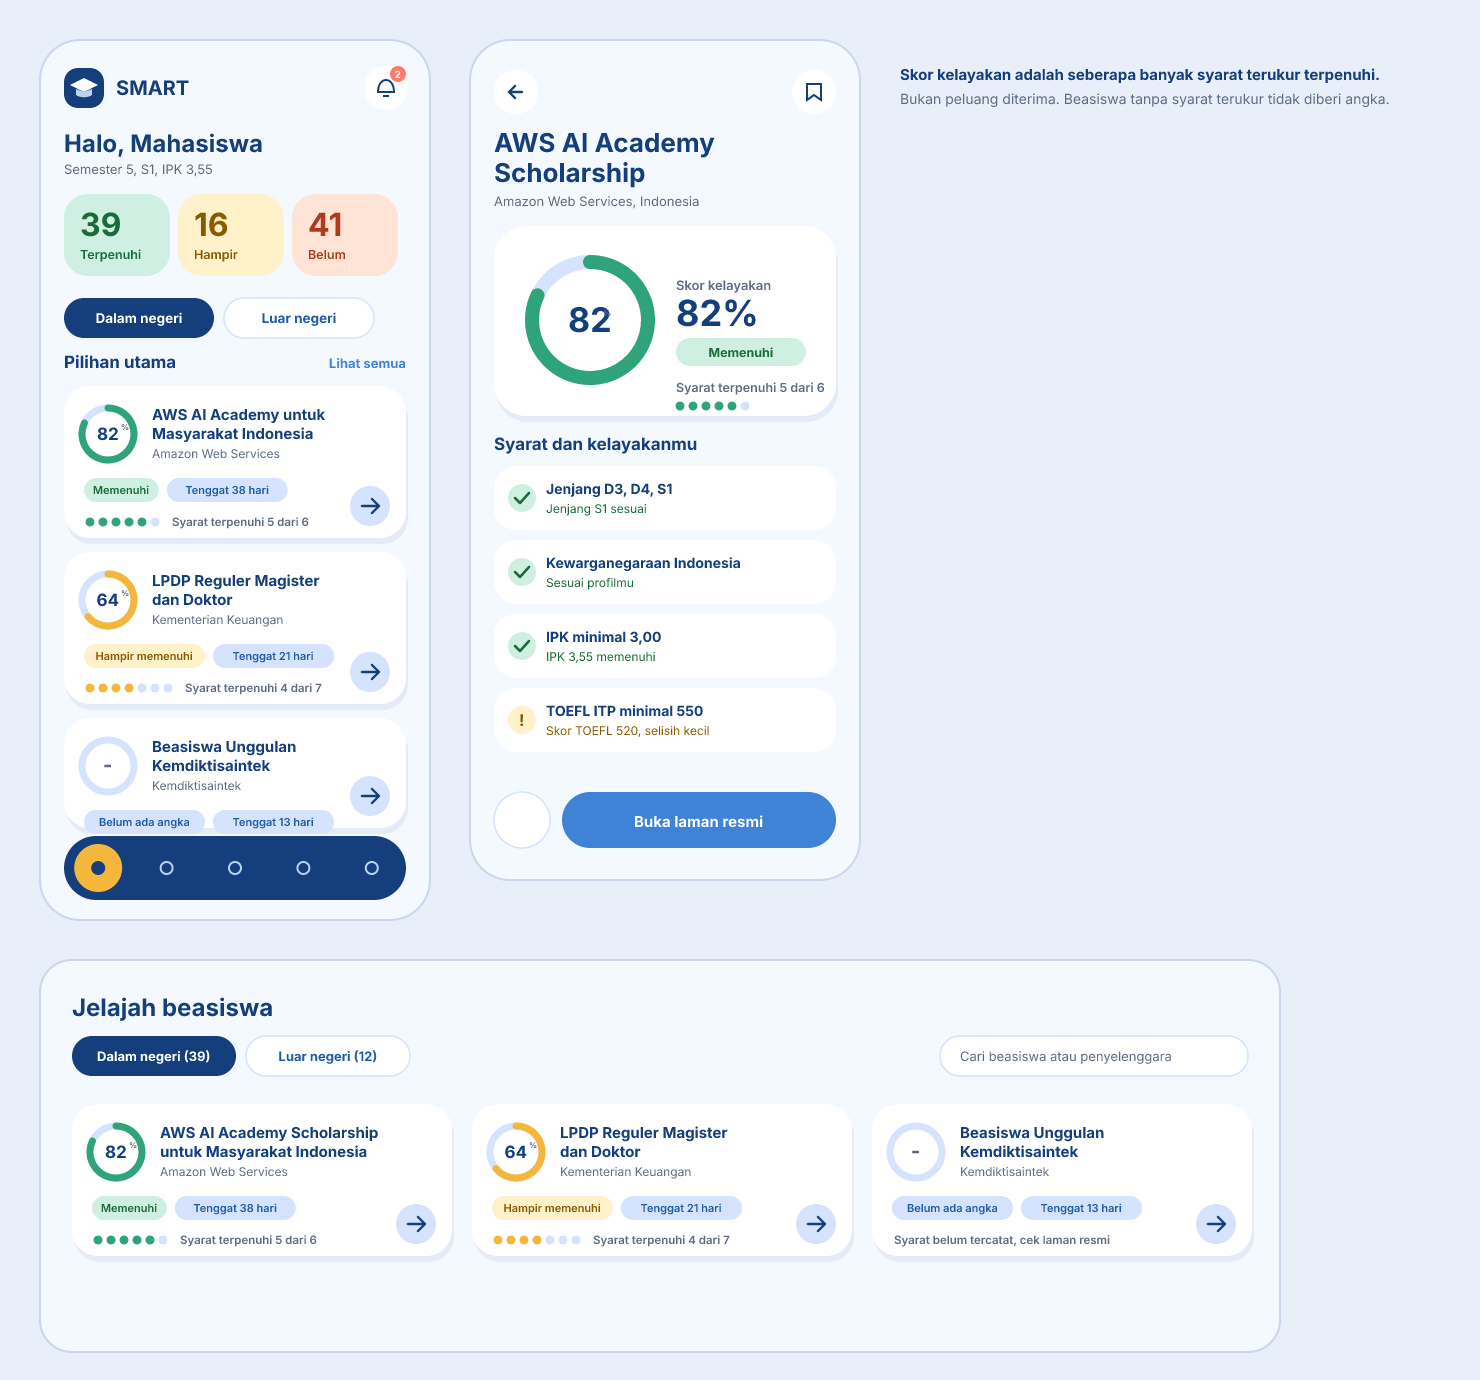 SMART
2
Halo, Mahasiswa
Semester 5, S1, IPK 3,55
39
Terpenuhi
16
Hampir
41
Belum
Dalam negeri
Luar negeri
Pilihan utama
Lihat semua
82 %
AWS AI Academy untuk
Masyarakat Indonesia
Amazon Web Services
Memenuhi
Tenggat 38 hari
Syarat terpenuhi 5 dari 6
64 %
LPDP Reguler Magister
dan Doktor
Kementerian Keuangan
Hampir memenuhi
Tenggat 21 hari
Syarat terpenuhi 4 dari 7
-
Beasiswa Unggulan
Kemdiktisaintek
Kemdiktisaintek
Belum ada angka
Tenggat 13 hari
AWS AI Academy
Scholarship
Amazon Web Services, Indonesia
82
Skor kelayakan
82%
Memenuhi
Syarat terpenuhi 5 dari 6
Syarat dan kelayakanmu
Jenjang D3, D4, S1
Jenjang S1 sesuai
Kewarganegaraan Indonesia
Sesuai profilmu
IPK minimal 3,00
IPK 3,55 memenuhi
!
TOEFL ITP minimal 550
Skor TOEFL 520, selisih kecil
Buka laman resmi
Skor kelayakan adalah seberapa banyak syarat terukur terpenuhi.
Bukan peluang diterima. Beasiswa tanpa syarat terukur tidak diberi angka.
Jelajah beasiswa
Dalam negeri (39)
Luar negeri (12)
Cari beasiswa atau penyelenggara
82 %
AWS AI Academy Scholarship
untuk Masyarakat Indonesia
Amazon Web Services
Memenuhi
Tenggat 38 hari
Syarat terpenuhi 5 dari 6
64 %
LPDP Reguler Magister
dan Doktor
Kementerian Keuangan
Hampir memenuhi
Tenggat 21 hari
Syarat terpenuhi 4 dari 7
-
Beasiswa Unggulan
Kemdiktisaintek
Kemdiktisaintek
Belum ada angka
Tenggat 13 hari
Syarat belum tercatat, cek laman resmi